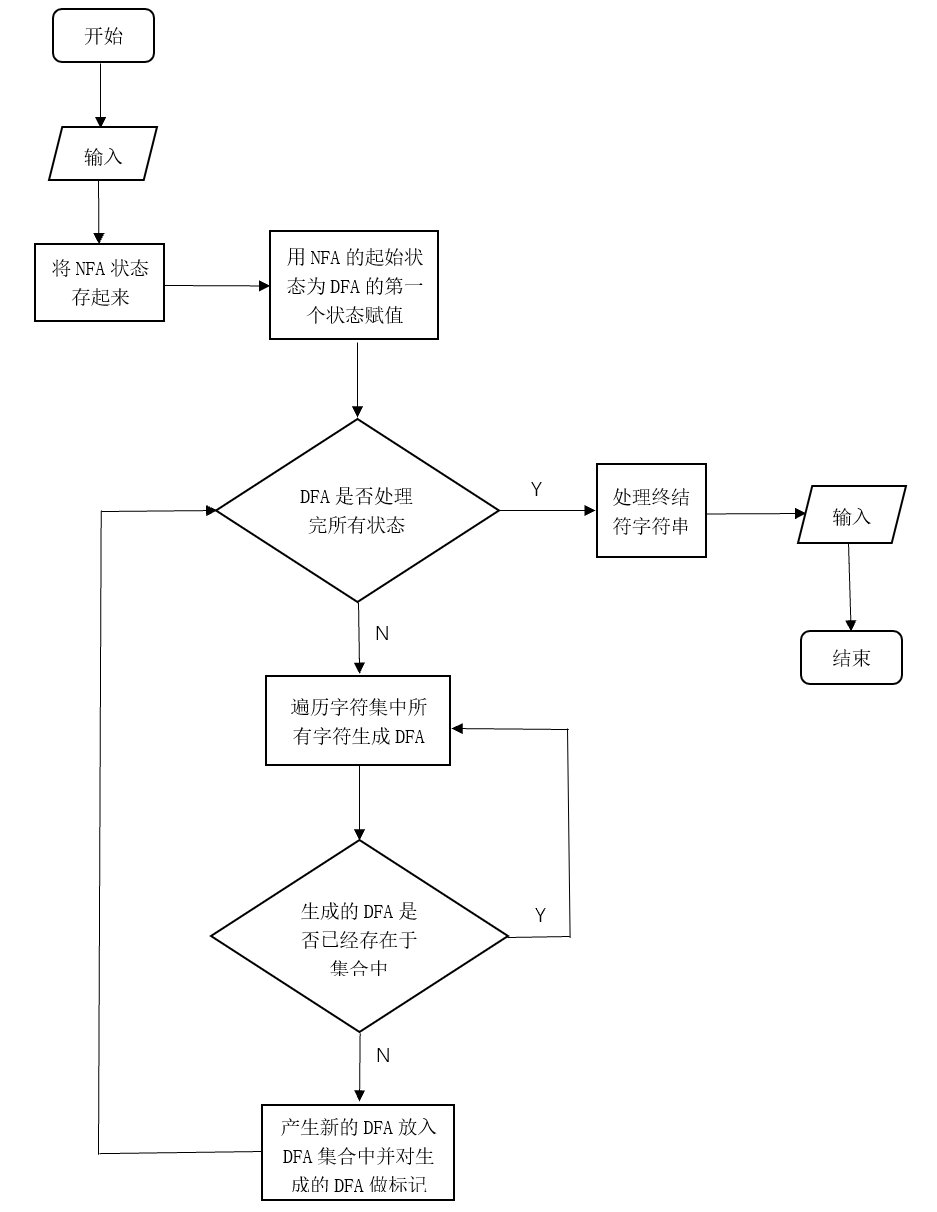 开始
输入
将 NFA 状态
存起来
用 NFA 的起始状
态为 DFA 的第一
个状态赋值
DFA 是否处理
完所有状态
Y
处理终结
符字符串
输入
结束
N
遍历字符集中所
有字符生成 DFA
生成的 DFA 是
否已经存在于
集合中
Y
N
产生新的 DFA 放入
DFA 集合中并对生
成的 DFA 做标记